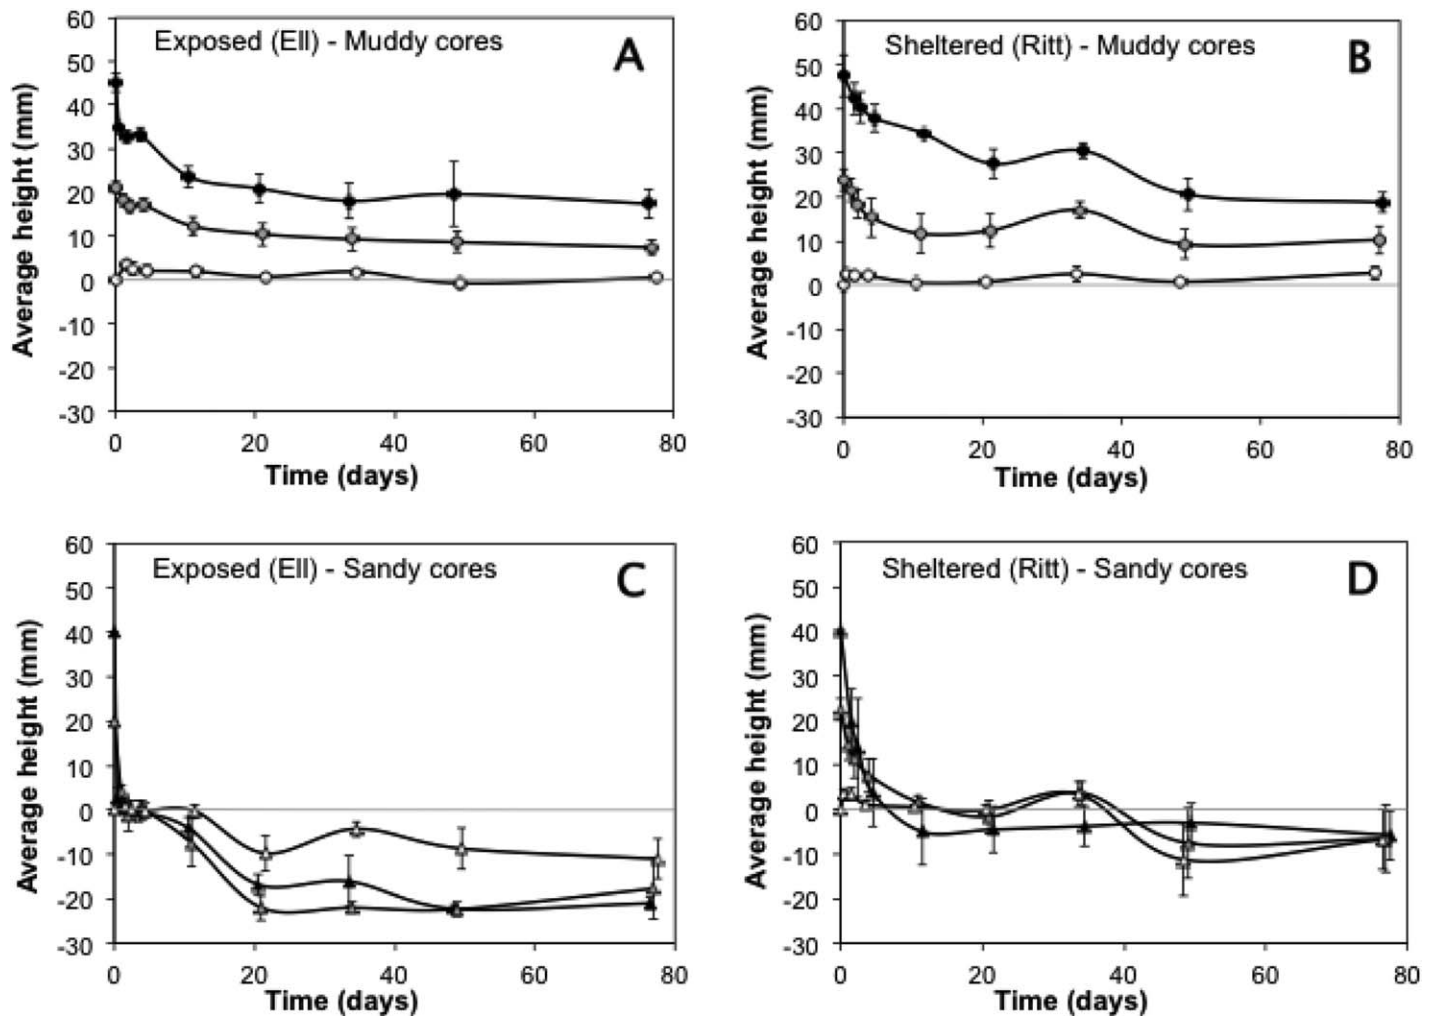 Exposed (Ell) - Muddy cores
A
Average height (mm)
60
50
40
30
20
10
0
-10
-20
-30
0 20 40 60 80
Time (days)
Sheltered (Ritt) - Muddy cores
B
Average height (mm)
60
50
40
30
20
10
0
-10
-20
-30
0 20 40 60 80
Time (days)
Exposed (Ell) - Sandy cores
C
Average height (mm)
60
50
40
30
20
10
0
-10
-20
-30
0 20 40 60 80
Time (days)
Sheltered (Ritt) - Sandy cores
D
Average height (mm)
60
50
40
30
20
10
0
-10
-20
-30
0 20 40 60 80
Time (days)